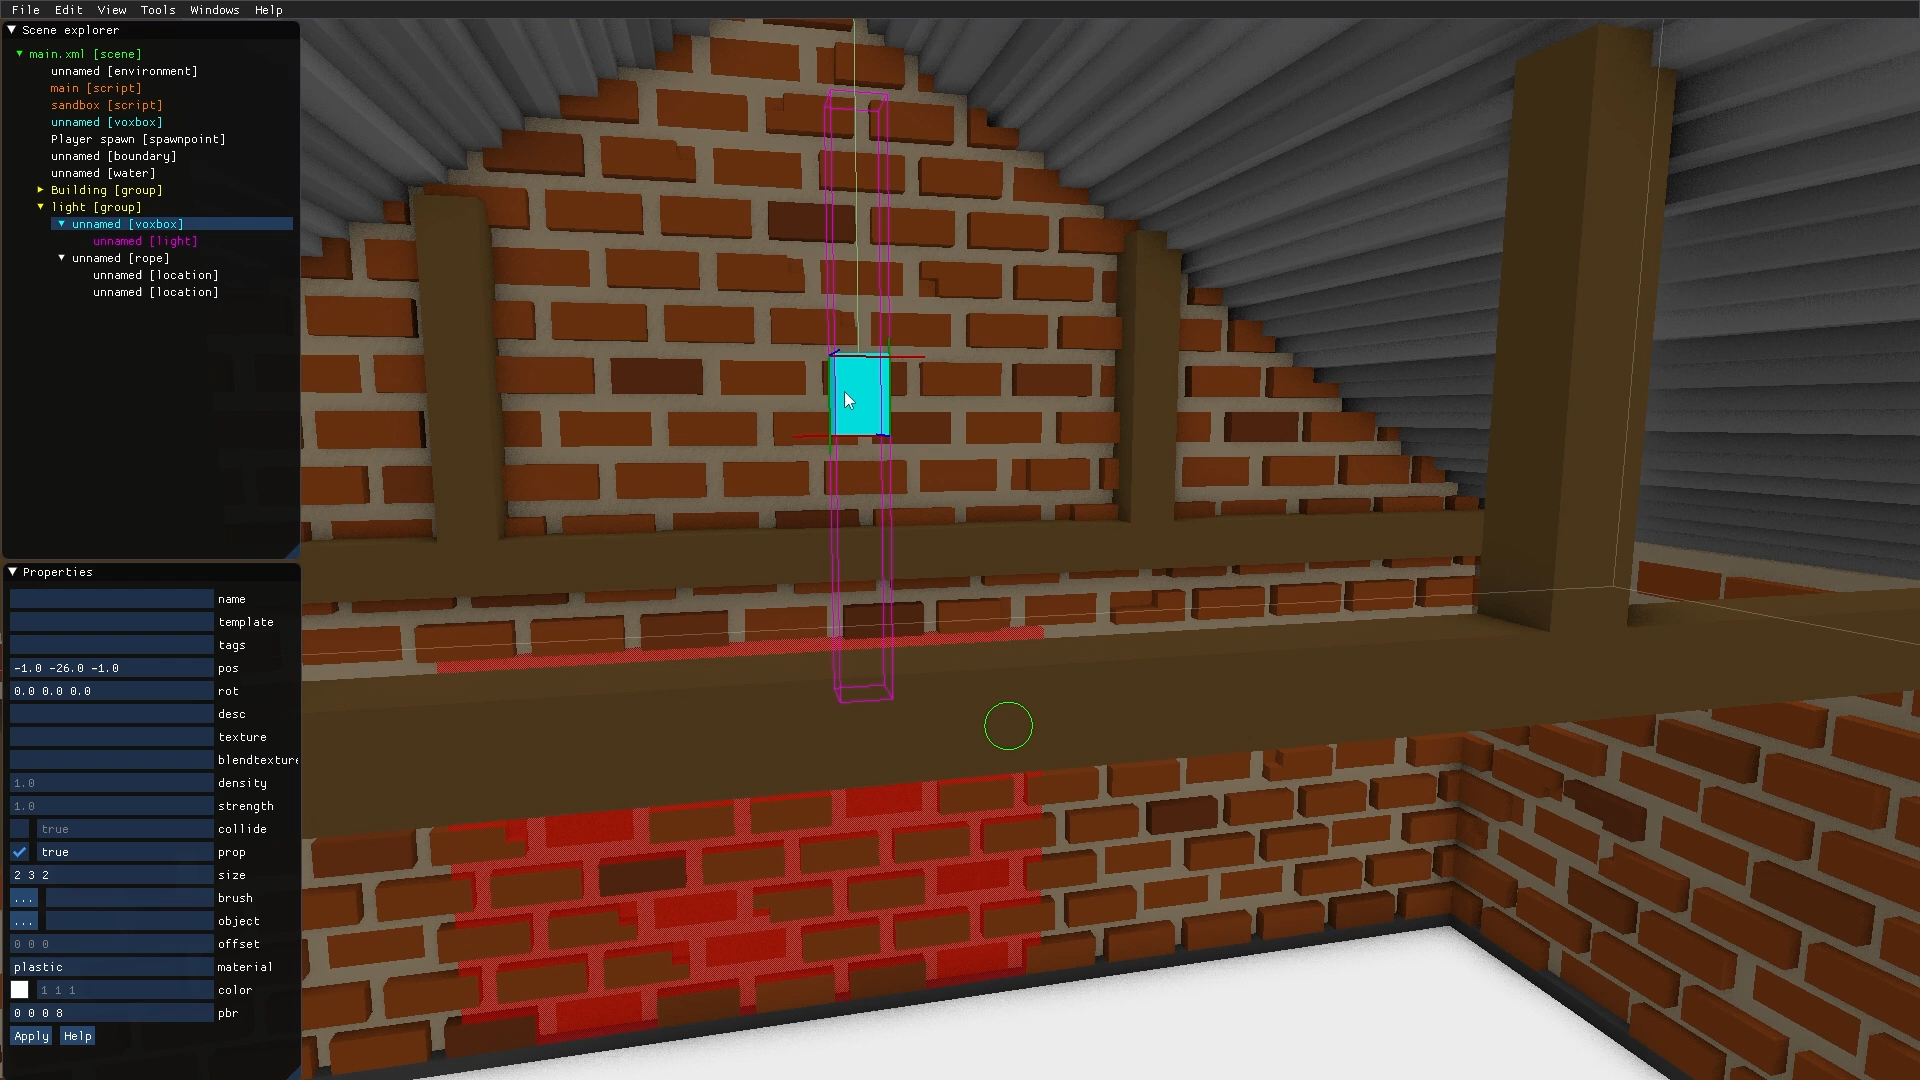 File Edit View Tools Windows Help
Scene explorer
main.xml [scene]
unnamed [environment]
main [script]
sandbox [script]
unnamed [voxbox]
Player spawn [spawnpoint]
unnamed [boundary]
unnamed [water]
Building [group]
light [group]
unnamed [voxbox]
unnamed [light]
unnamed [rope]
unnamed [location]
unnamed [location]
Properties
name
template
tags
-1.0 -26.0 -1.0 pos
0.0 0.0 0.0 rot
desc
texture
blendtexture
1.0 density
1.0 strength
true collide
true prop
2 3 2 size
... brush
... object
0 0 0 offset
plastic material
1 1 1 color
0 0 0 8 pbr
Apply Help